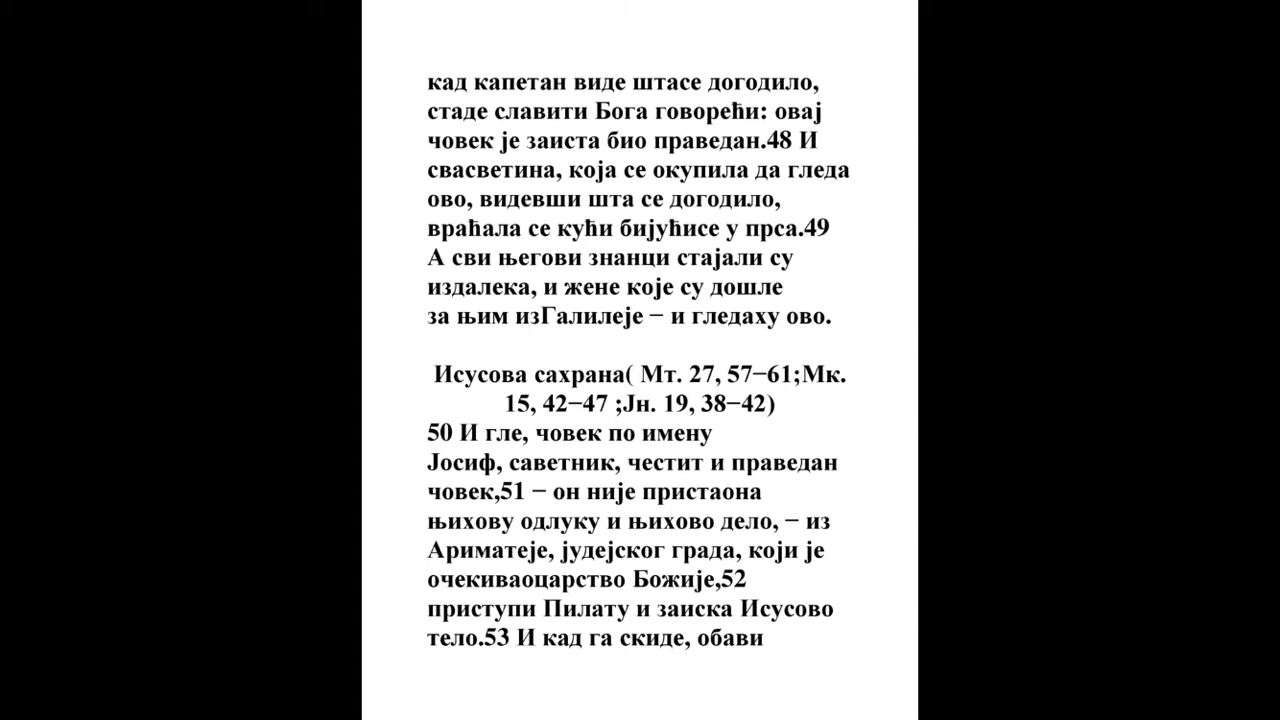 кад капетан виде штасе догодило,
стаде славити Бога говорећи: овај
човек је заиста био праведан.48 И
свасветина, која се окупила да гледа
ово, видевши шта се догодило,
враћала се кући бијућисе у прса.49
А сви његови знанци стајали су
издалека, и жене које су дошле
за њим изГалилеје − и гледаху ово.
Исусова сахрана( Мт. 27, 57−61;Мк.
15, 42−47 ;Јн. 19, 38−42)
50 И гле, човек по имену
Јосиф, саветник, честит и праведан
човек,51 − он није пристаона
њихову одлуку и њихово дело, − из
Ариматеје, јудејског града, који је
очекиваоцарство Божије,52
приступи Пилату и заиска Исусово
тело.53 И кад га скиде, обави